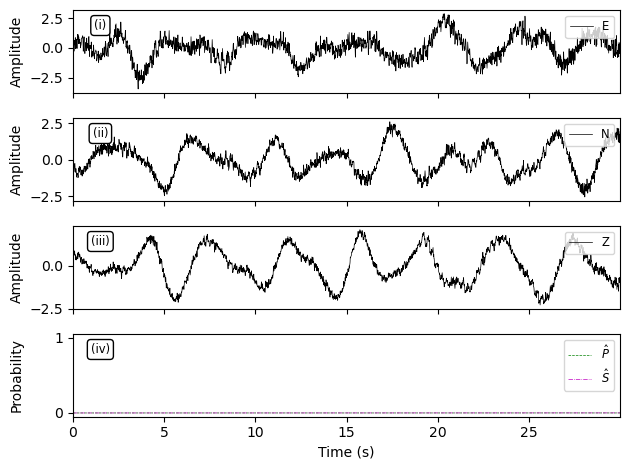 Amplitude
2.5
0.0
−2.5
(i)
E
Amplitude
2.5
0.0
−2.5
(ii)
N
Amplitude
0.0
−2.5
(iii)
Z
Probability
1
0
(iv)
P̂
Ŝ
0 5 10 15 20 25
Time (s)